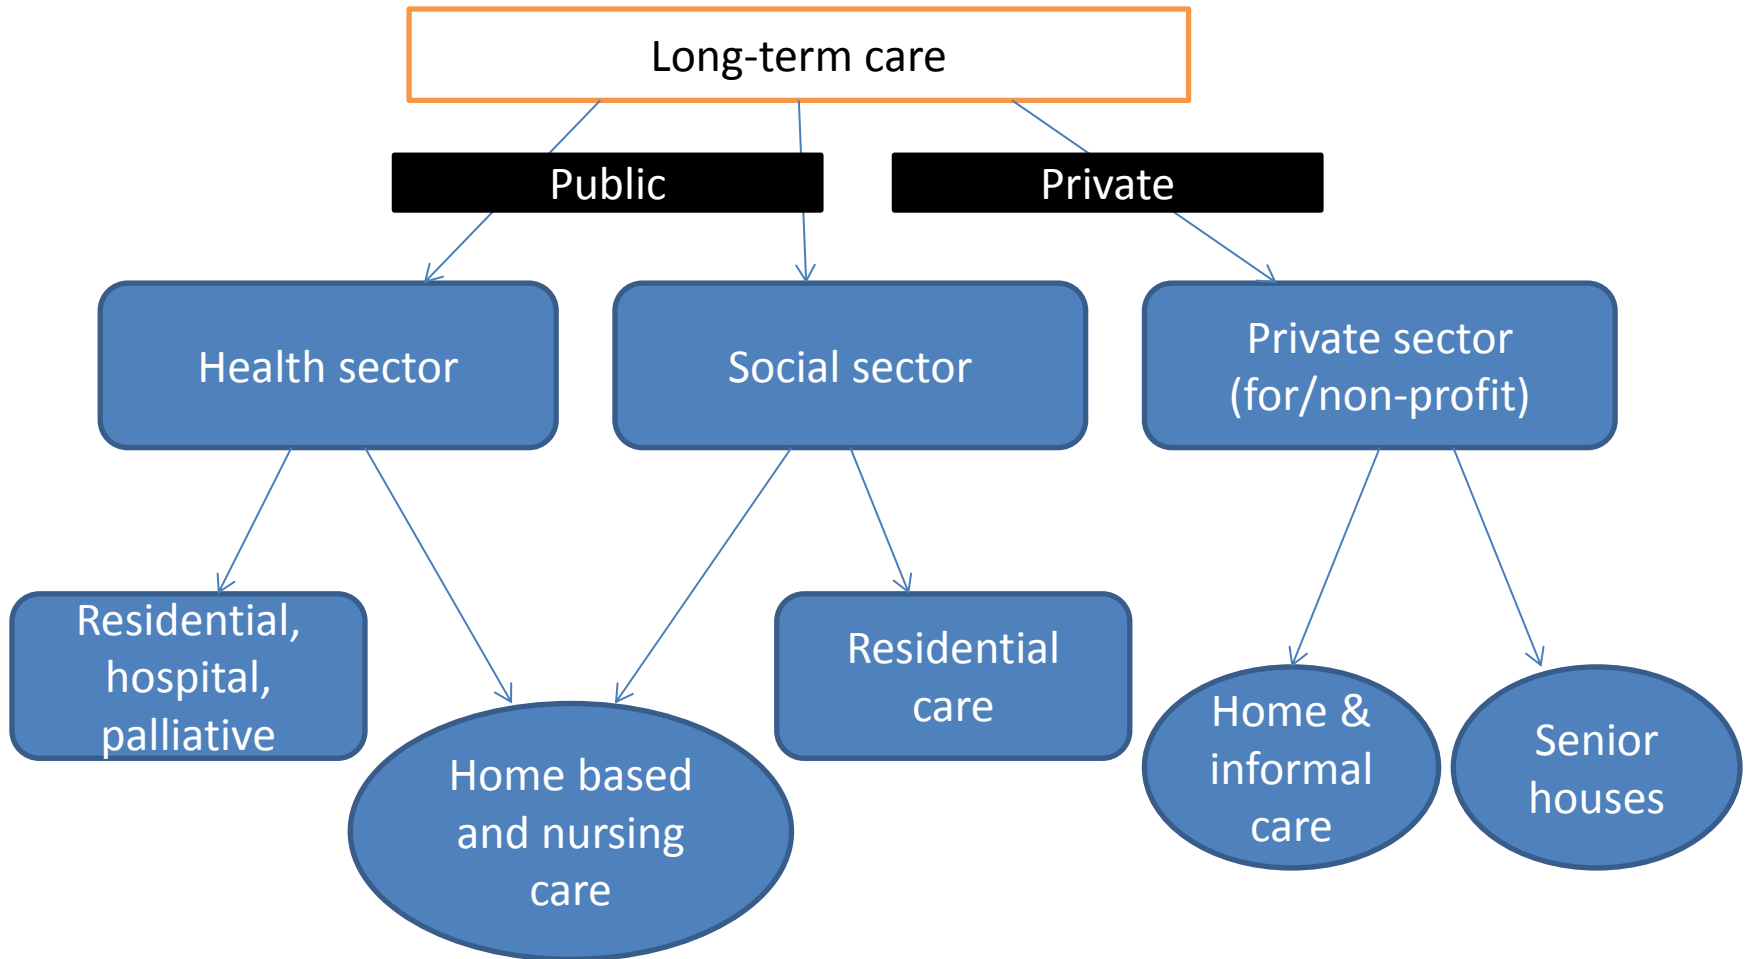 Long-term care
Public
Private
Health sector
Social sector
Private sector
(for/non-profit)
Residential,
hospital,
palliative
Home based
and nursing
care
Residential
care
Home &
informal
care
Senior
houses